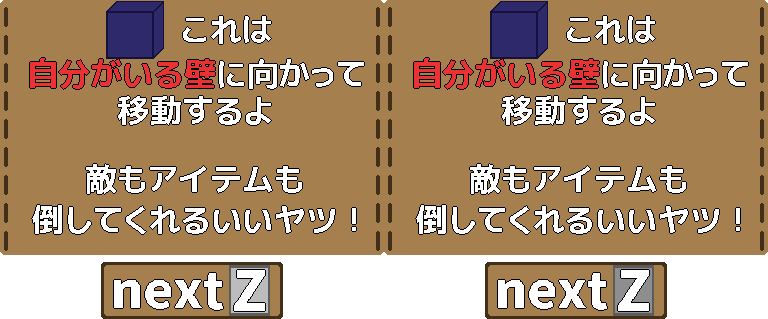 これは
自分がいる壁に向かって
移動するよ
敵もアイテムも
倒してくれるいいヤツ！
next Z
これは
自分がいる壁に向かって
移動するよ
敵もアイテムも
倒してくれるいいヤツ！
next Z